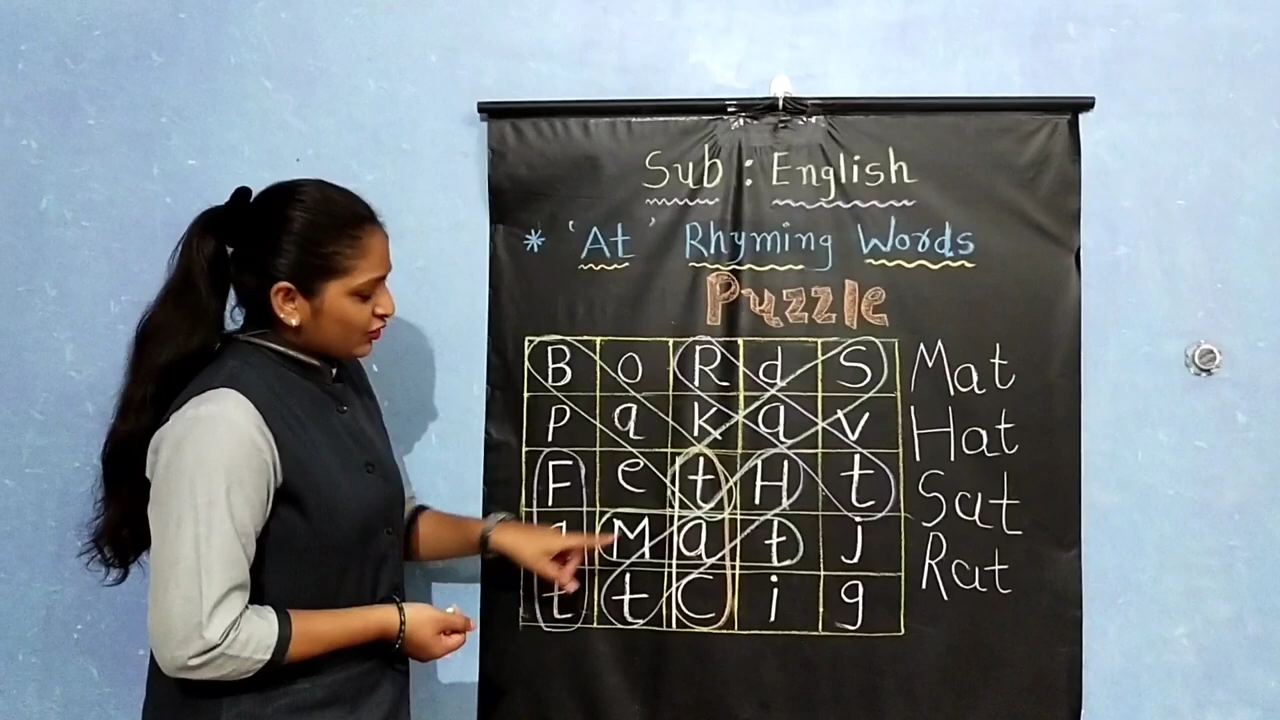 Sub : English
* 'At' Rhyming Words
Puzzle
B o R d S
p a k a v
F e t H t
M a t j
t t C i g
Mat
Hat
Sat
Rat